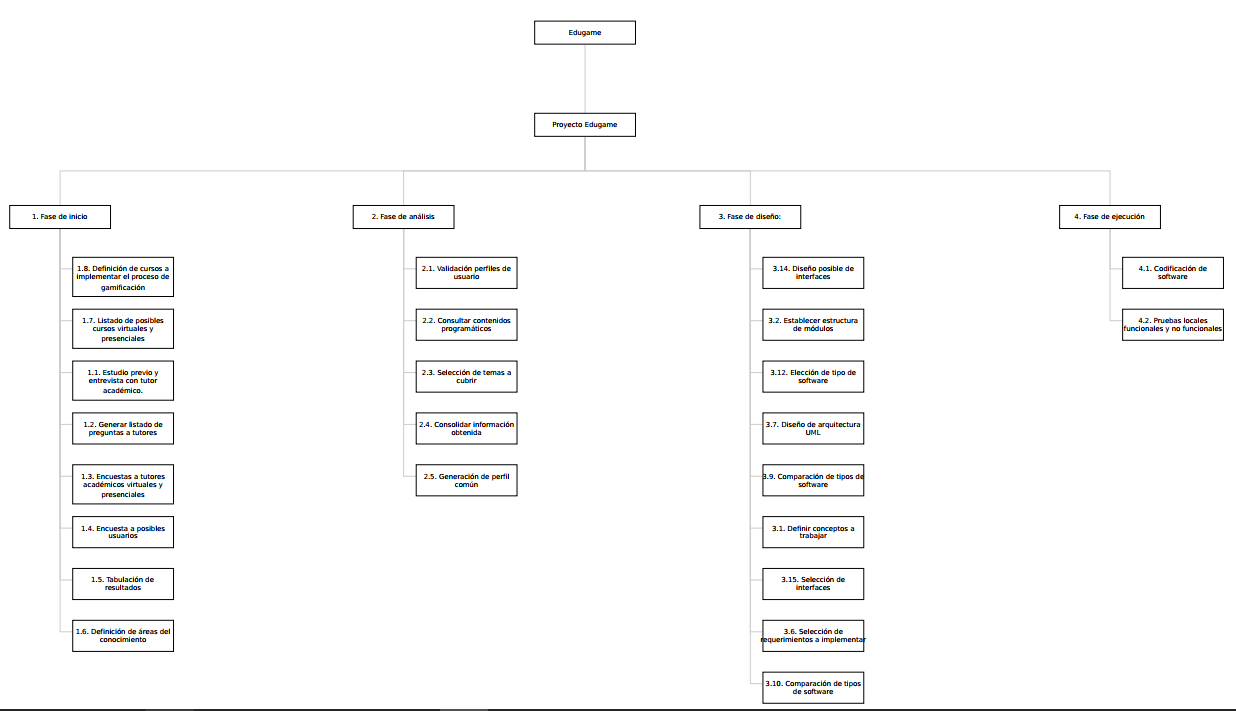 Edugame
Proyecto Edugame
1. Fase de inicio
1.8. Definición de cursos a
implementar el proceso de
gamificación
1.7. Listado de posibles
cursos virtuales y
presenciales
1.1. Estudio previo y
entrevista con tutor
académico.
1.2. Generar listado de
preguntas a tutores
1.3. Encuestas a tutores
académicos virtuales y
presenciales
1.4. Encuesta a posibles
usuarios
1.5. Tabulación de
resultados
1.6. Definición de áreas del
conocimiento
2. Fase de análisis
2.1. Validación perfiles de
usuario
2.2. Consultar contenidos
programáticos
2.3. Selección de temas a
cubrir
2.4. Consolidar información
obtenida
2.5. Generación de perfil
común
3. Fase de diseño:
3.14. Diseño posible de
interfaces
3.2. Establecer estructura
de módulos
3.12. Elección de tipo de
software
3.7. Diseño de arquitectura
UML
3.9. Comparación de tipos de
software
3.1. Definir conceptos a
trabajar
3.15. Selección de
interfaces
3.6. Selección de
requerimientos a implementar
3.10. Comparación de tipos
de software
4. Fase de ejecución
4.1. Codificación de
software
4.2. Pruebas locales
funcionales y no funcionales